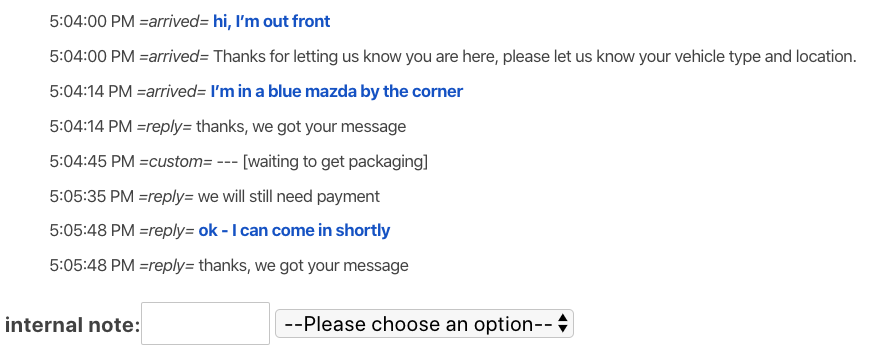 5:04:00 PM =arrived= hi, I’m out front
5:04:00 PM =arrived= Thanks for letting us know you are here, please let us know your vehicle type and location.
5:04:14 PM =arrived= I’m in a blue mazda by the corner
5:04:14 PM =reply= thanks, we got your message
5:04:45 PM =custom= --- [waiting to get packaging]
5:05:35 PM =reply= we will still need payment
5:05:48 PM =reply= ok - I can come in shortly
5:05:48 PM =reply= thanks, we got your message
internal note: --Please choose an option--